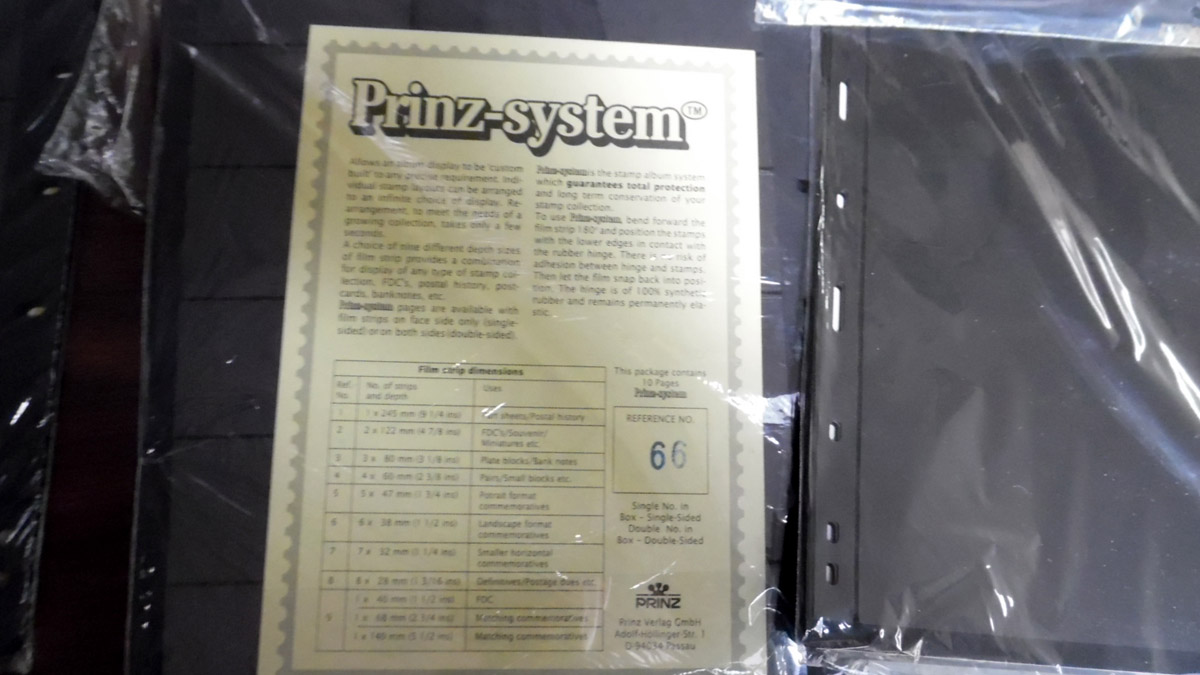 Prinz-system™
Allows an album display to be 'custom
built' to any precise requirement. Indi-
vidual stamp layouts can be arranged
to an infinite choice of display. Re-
arrangement, to meet the needs of a
growing collection, takes only a few
seconds.
A choice of nine different depth sizes
of film strip provides a combination
for display of any type of stamp col-
lection, FDC's, postal history, post-
cards, banknotes, etc.
Prinz-system pages are available with
film strips on face side only (single-
sided) or on both sides (double-sided).
Prinz-system is the stamp album system
which guarantees total protection
and long term conservation of your
stamp collection.
To use Prinz-system, bend forward the
film strip 180° and position the stamps
with the lower edges in contact with
the rubber hinge. There is risk of
adhesion between hinge and stamps.
Then let the film snap back into posi-
tion. The hinge is of 100% synthetic
rubber and remains permanently ela-
stic.
Film strip dimensions
Ref. No. No. of strips and depth Uses
1 1 x 245 mm (9 1/4 ins) sheets/Postal history
2 2 x 122 mm (4 7/8 ins) FDC's/Souvenir/
Miniatures etc.
3 3 x 80 mm (3 1/8 ins) Plate blocks/Bank notes
4 4 x 60 mm (2 3/8 ins) Pairs/Small blocks etc.
5 5 x 47 mm (1 3/4 ins) Potrait format
commemoratives
6 6 x 38 mm (1 1/2 ins) Landscape format
commemoratives
7 7 x 32 mm (1 1/4 ins) Smaller horizontal
commemoratives
8 8 x 28 mm (1 3/16 ins) Definitives/Postage dues etc.
9 1 x mm (1 1/2 ins) FDC
1 x 68 mm (2 3/4 ins) Matching commemoratives
1 x 140 mm (5 1/2 ins) Matching commemoratives
This package contains
10 Pages
Prinz-system
REFERENCE NO.
66
Single No. in
Box - Single-Sided
Double No. in
Box - Double-Sided
PRINZ
Prinz Verlag GmbH
Adolf-Hollinger-Str. 1
D-94034 Passau